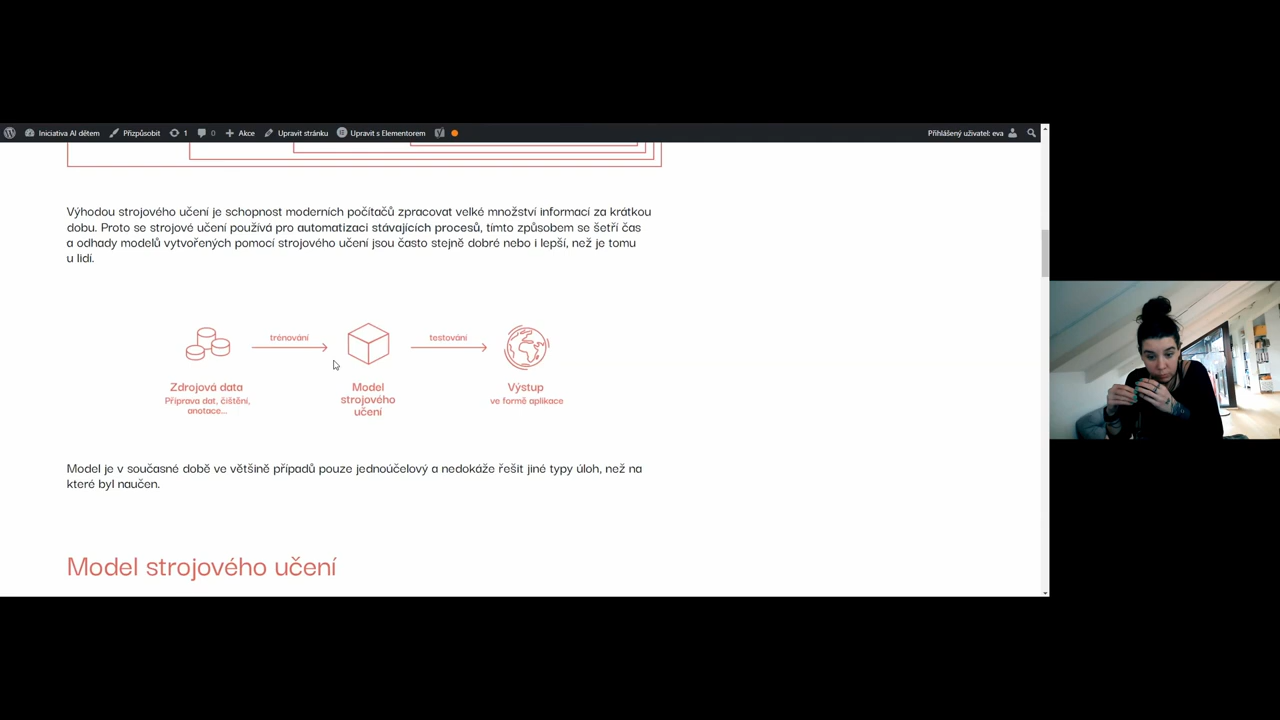 Iniciativa AI dětem Přizpůsobit 1 0 Akce Upravit stránku Upravit s Elementorem Přihlášený uživatel: eva
Výhodou strojového učení je schopnost moderních počítačů zpracovat velké množství informací za krátkou
dobu. Proto se strojové učení používá pro automatizaci stávajících procesů, tímto způsobem se šetří čas
a odhady modelů vytvořených pomocí strojového učení jsou často stejně dobré nebo i lepší, než je tomu
u lidí.
trénování
testování
Zdrojová data
Příprava dat, čištění,
anotace...
Model
strojového
učení
Výstup
ve formě aplikace
Model je v současné době ve většině případů pouze jednoúčelový a nedokáže řešit jiné typy úloh, než na
které byl naučen.
Model strojového učení